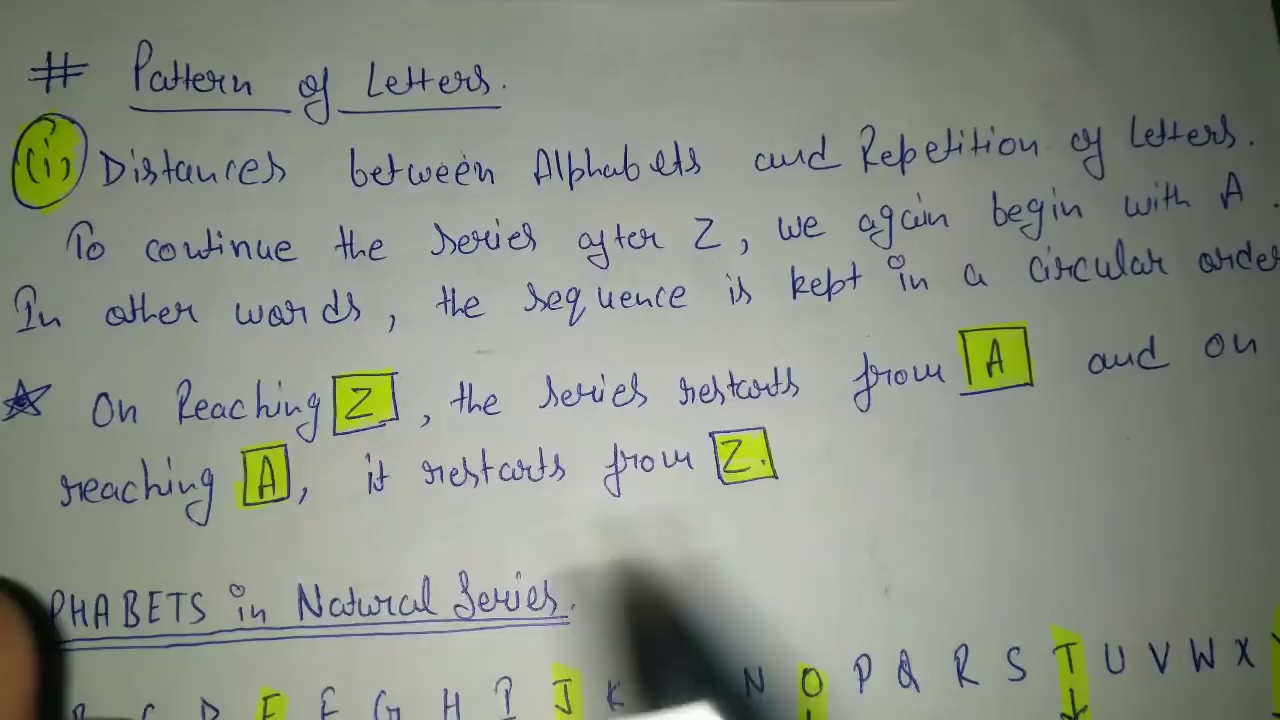 # Pattern of Letters.
(i) Distances between Alphabets and Repetition of Letters.
To continue the series after Z, we again begin with A.
In other words, the sequence is kept in a circular order
☆ On Reaching Z, the series restarts from A and on
reaching A, it restarts from Z.
PHABETS in Natural Series.
B C D E F G H I J K N O P Q R S T U V W X